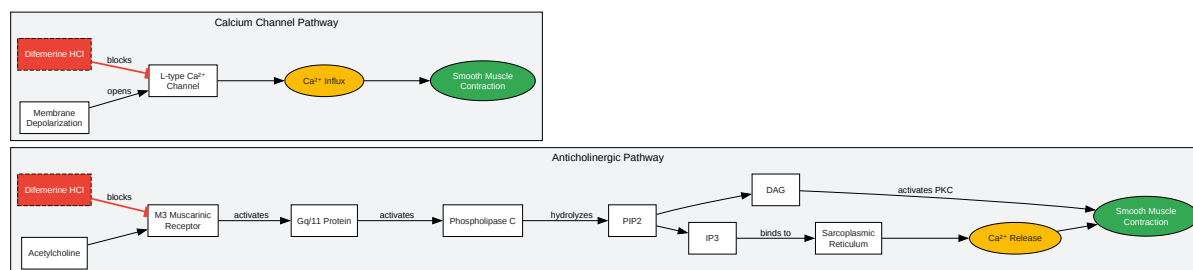 Calcium Channel Pathway
Difemerine HCl
blocks
L-type Ca²⁺
Channel
opens
Membrane
Depolarization
Ca²⁺ Influx
Smooth Muscle
Contraction
Anticholinergic Pathway
Difemerine HCl
blocks
M3 Muscarinic
Receptor
Acetylcholine
activates
Gq/11 Protein
activates
Phospholipase C
hydrolyzes
PIP2
DAG
activates PKC
IP3
binds to
Sarcoplasmic
Reticulum
Ca²⁺ Release
Smooth Muscle
Contraction